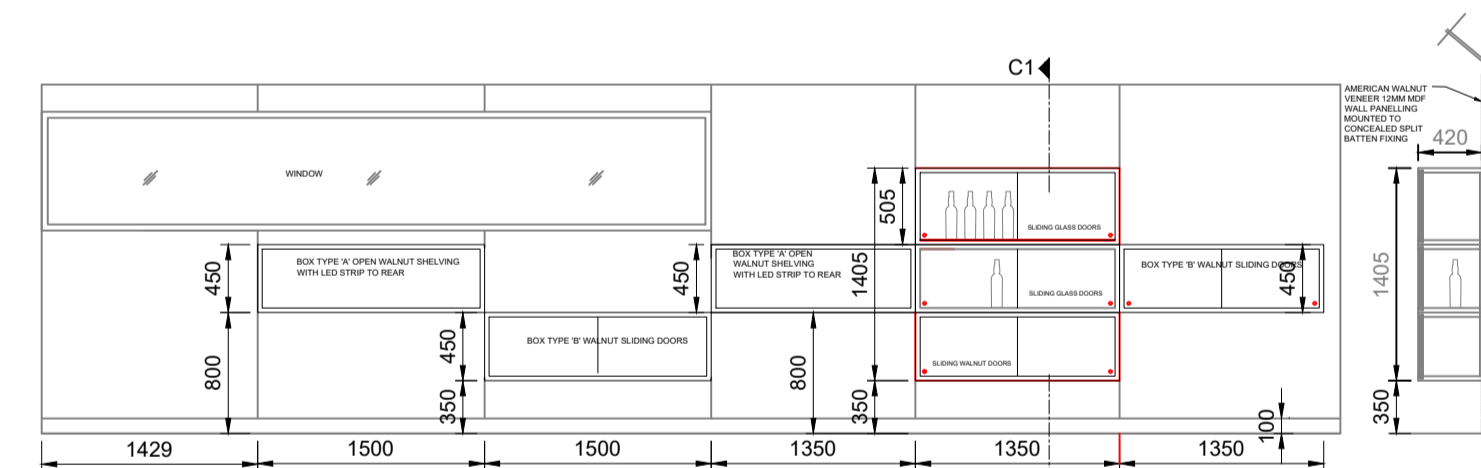 C1
AMERICAN WALNUT
VENEER 12MM MDF
WALL PANELLING
MOUNTED TO
CONCEALED SPLIT
BATTEN FIXING
420
WINDOW
505
SLIDING GLASS DOORS
450
BOX TYPE 'A' OPEN WALNUT SHELVING
WITH LED STRIP TO REAR
450
BOX TYPE 'A' OPEN
WALNUT SHELVING
WITH LED STRIP TO REAR
1405
SLIDING GLASS DOORS
BOX TYPE 'B' WALNUT SLIDING DOORS
450
1405
800
450
BOX TYPE 'B' WALNUT SLIDING DOORS
800
SLIDING WALNUT DOORS
350
350
100
350
1429
1500
1500
1350
1350
1350